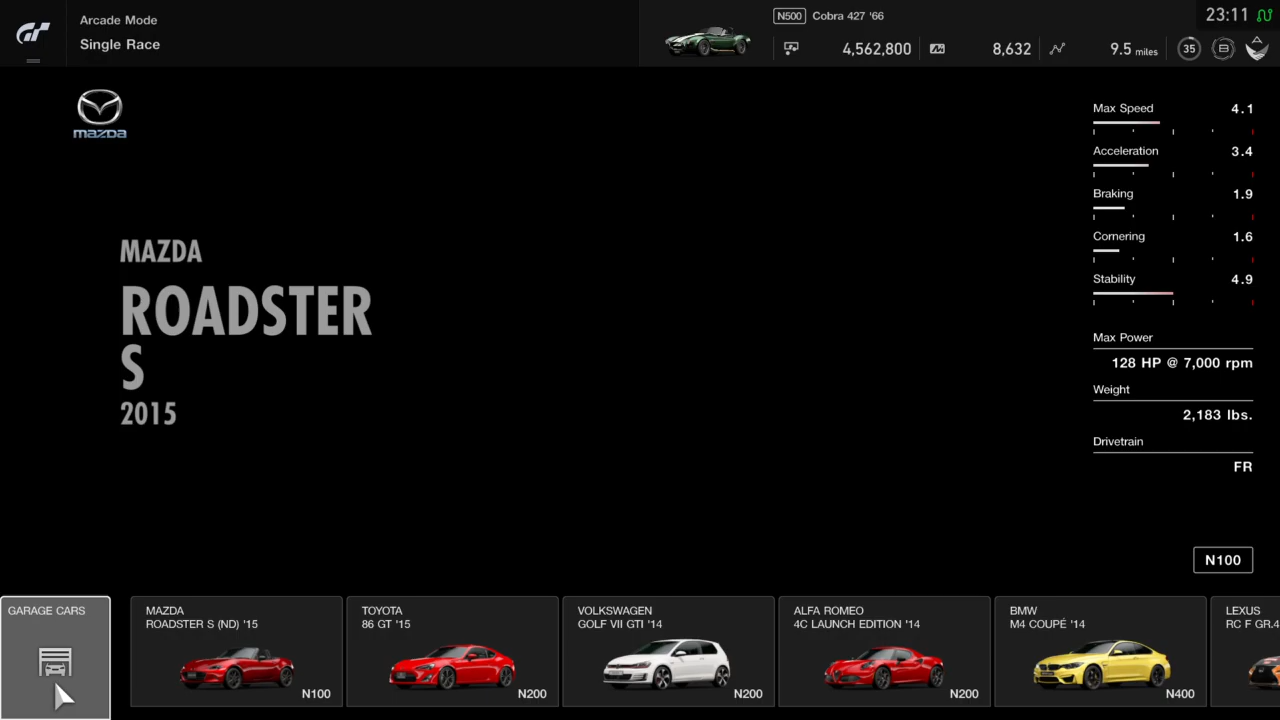 Arcade Mode
Single Race
N500 Cobra 427 '66
4,562,800 8,632 9.5 miles 35 B A
23:11
mazda
MAZDA
ROADSTER
S
2015
Max Speed 4.1
Acceleration 3.4
Braking 1.9
Cornering 1.6
Stability 4.9
Max Power
128 HP @ 7,000 rpm
Weight
2,183 lbs.
Drivetrain
FR
N100
GARAGE CARS
MAZDA
ROADSTER S (ND) '15
N100
TOYOTA
86 GT '15
N200
VOLKSWAGEN
GOLF VII GTI '14
N200
ALFA ROMEO
4C LAUNCH EDITION '14
N200
BMW
M4 COUPÉ '14
N400
LEXUS
RC F GR.4